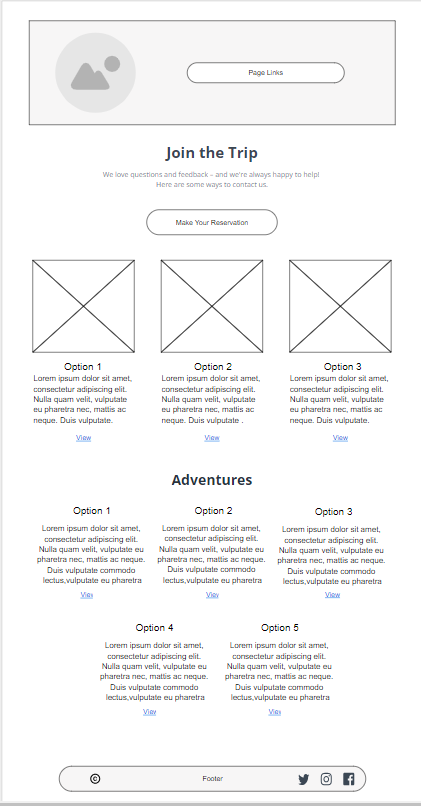 Page Links
Join the Trip
We love questions and feedback – and we're always happy to help!
Here are some ways to contact us.
Make Your Reservation
Option 1
Lorem ipsum dolor sit amet,
consectetur adipiscing elit.
Nulla quam velit, vulputate
eu pharetra nec, mattis ac
neque. Duis vulputate.
View
Option 2
Lorem ipsum dolor sit amet,
consectetur adipiscing elit.
Nulla quam velit, vulputate
eu pharetra nec, mattis ac
neque. Duis vulputate .
View
Option 3
Lorem ipsum dolor sit amet,
consectetur adipiscing elit.
Nulla quam velit, vulputate
eu pharetra nec, mattis ac
neque. Duis vulputate.
View
Adventures
Option 1
Lorem ipsum dolor sit amet,
consectetur adipiscing elit.
Nulla quam velit, vulputate eu
pharetra nec, mattis ac neque.
Duis vulputate commodo
lectus,vulputate eu pharetra
View
Option 2
Lorem ipsum dolor sit amet,
consectetur adipiscing elit.
Nulla quam velit, vulputate eu
pharetra nec, mattis ac neque.
Duis vulputate commodo
lectus,vulputate eu pharetra
View
Option 3
Lorem ipsum dolor sit amet,
consectetur adipiscing elit.
Nulla quam velit, vulputate eu
pharetra nec, mattis ac neque.
Duis vulputate commodo
lectus,vulputate eu pharetra
View
Option 4
Lorem ipsum dolor sit amet,
consectetur adipiscing elit.
Nulla quam velit, vulputate eu
pharetra nec, mattis ac neque.
Duis vulputate commodo
lectus,vulputate eu pharetra
View
Option 5
Lorem ipsum dolor sit amet,
consectetur adipiscing elit.
Nulla quam velit, vulputate eu
pharetra nec, mattis ac neque.
Duis vulputate commodo
lectus,vulputate eu pharetra
View
© Footer